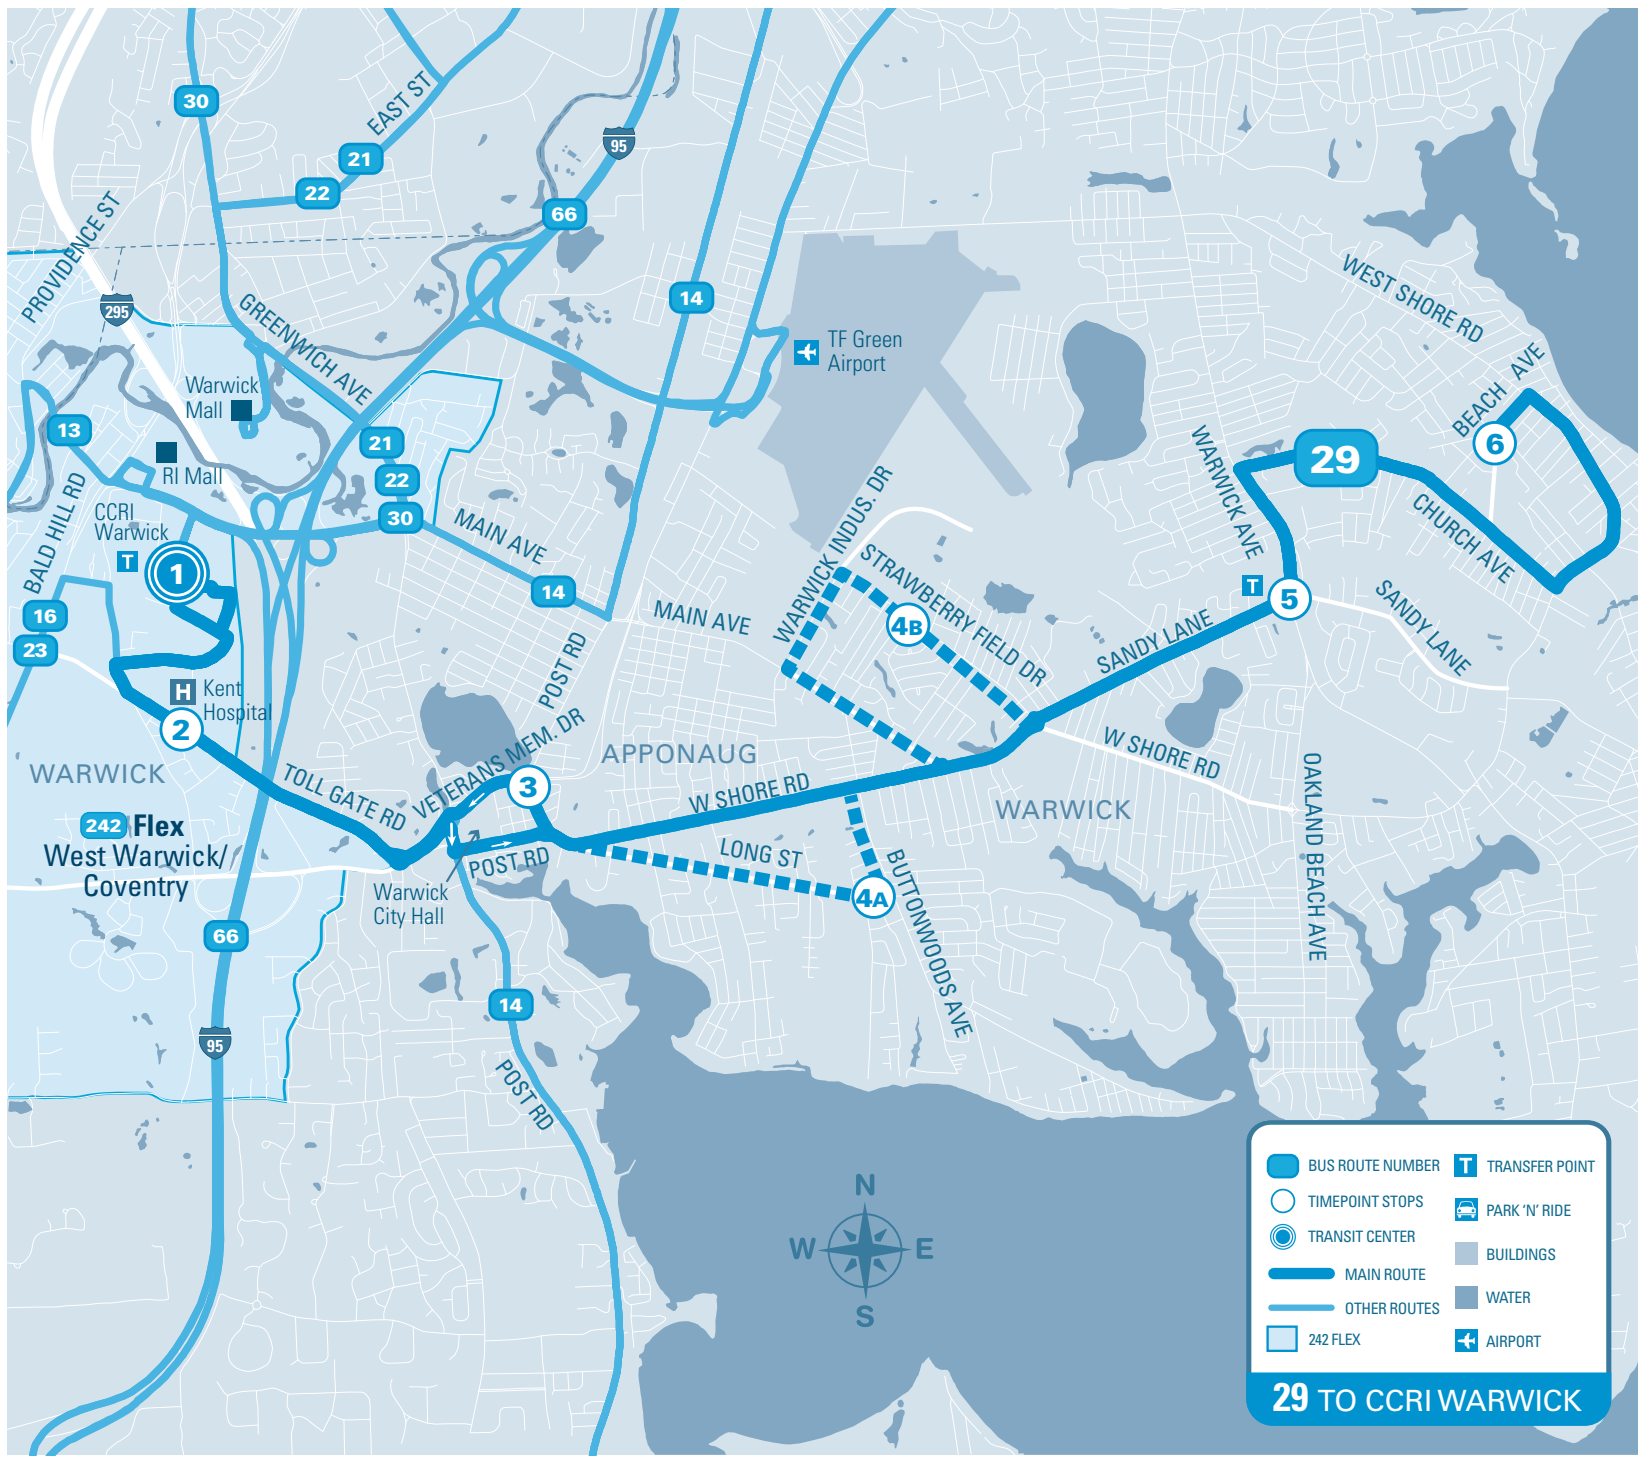 30
EAST ST
21
22
95
66
PROVIDENCE ST
295
GREENWICH AVE
14
TF Green
Airport
WEST SHORE RD
BEACH AVE
Warwick
Mall
13
RI Mall
21
22
30
BALD HILL RD
CCRI
Warwick
T
1
MAIN AVE
14
MAIN AVE
WARWICK INDUS. DR
STRAWBERRY FIELD DR
4B
WARWICK AVE
29
6
CHURCH AVE
T
5
SANDY LANE
SANDY LANE
16
23
H
Kent
Hospital
2
POST RD
WARWICK
TOLL GATE RD
VETERANS MEM. DR
3
APPONAUG
W SHORE RD
W SHORE RD
WARWICK
OAKLAND BEACH AVE
242 Flex
West Warwick/
Coventry
POST RD
Warwick
City Hall
LONG ST
4A
BUTTONWOODS AVE
66
14
95
POST RD
N
W
E
S
BUS ROUTE NUMBER
TIMEPOINT STOPS
TRANSIT CENTER
MAIN ROUTE
OTHER ROUTES
242 FLEX
T TRANSFER POINT
PARK 'N' RIDE
BUILDINGS
WATER
AIRPORT
29 TO CCRI WARWICK